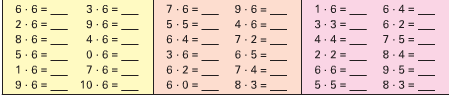 6 · 6 = ___ 3 · 6 = ___
2 · 6 = ___ 9 · 6 = ___
8 · 6 = ___ 4 · 6 = ___
5 · 6 = ___ 0 · 6 = ___
1 · 6 = ___ 7 · 6 = ___
9 · 6 = ___ 10 · 6 = ___
7 · 6 = ___ 9 · 6 = ___
5 · 5 = ___ 4 · 6 = ___
6 · 4 = ___ 7 · 2 = ___
3 · 6 = ___ 6 · 5 = ___
6 · 2 = ___ 7 · 4 = ___
6 · 0 = ___ 8 · 3 = ___
1 · 6 = ___ 6 · 4 = ___
3 · 3 = ___ 6 · 2 = ___
4 · 4 = ___ 7 · 5 = ___
2 · 2 = ___ 8 · 4 = ___
6 · 6 = ___ 9 · 5 = ___
5 · 5 = ___ 8 · 3 = ___